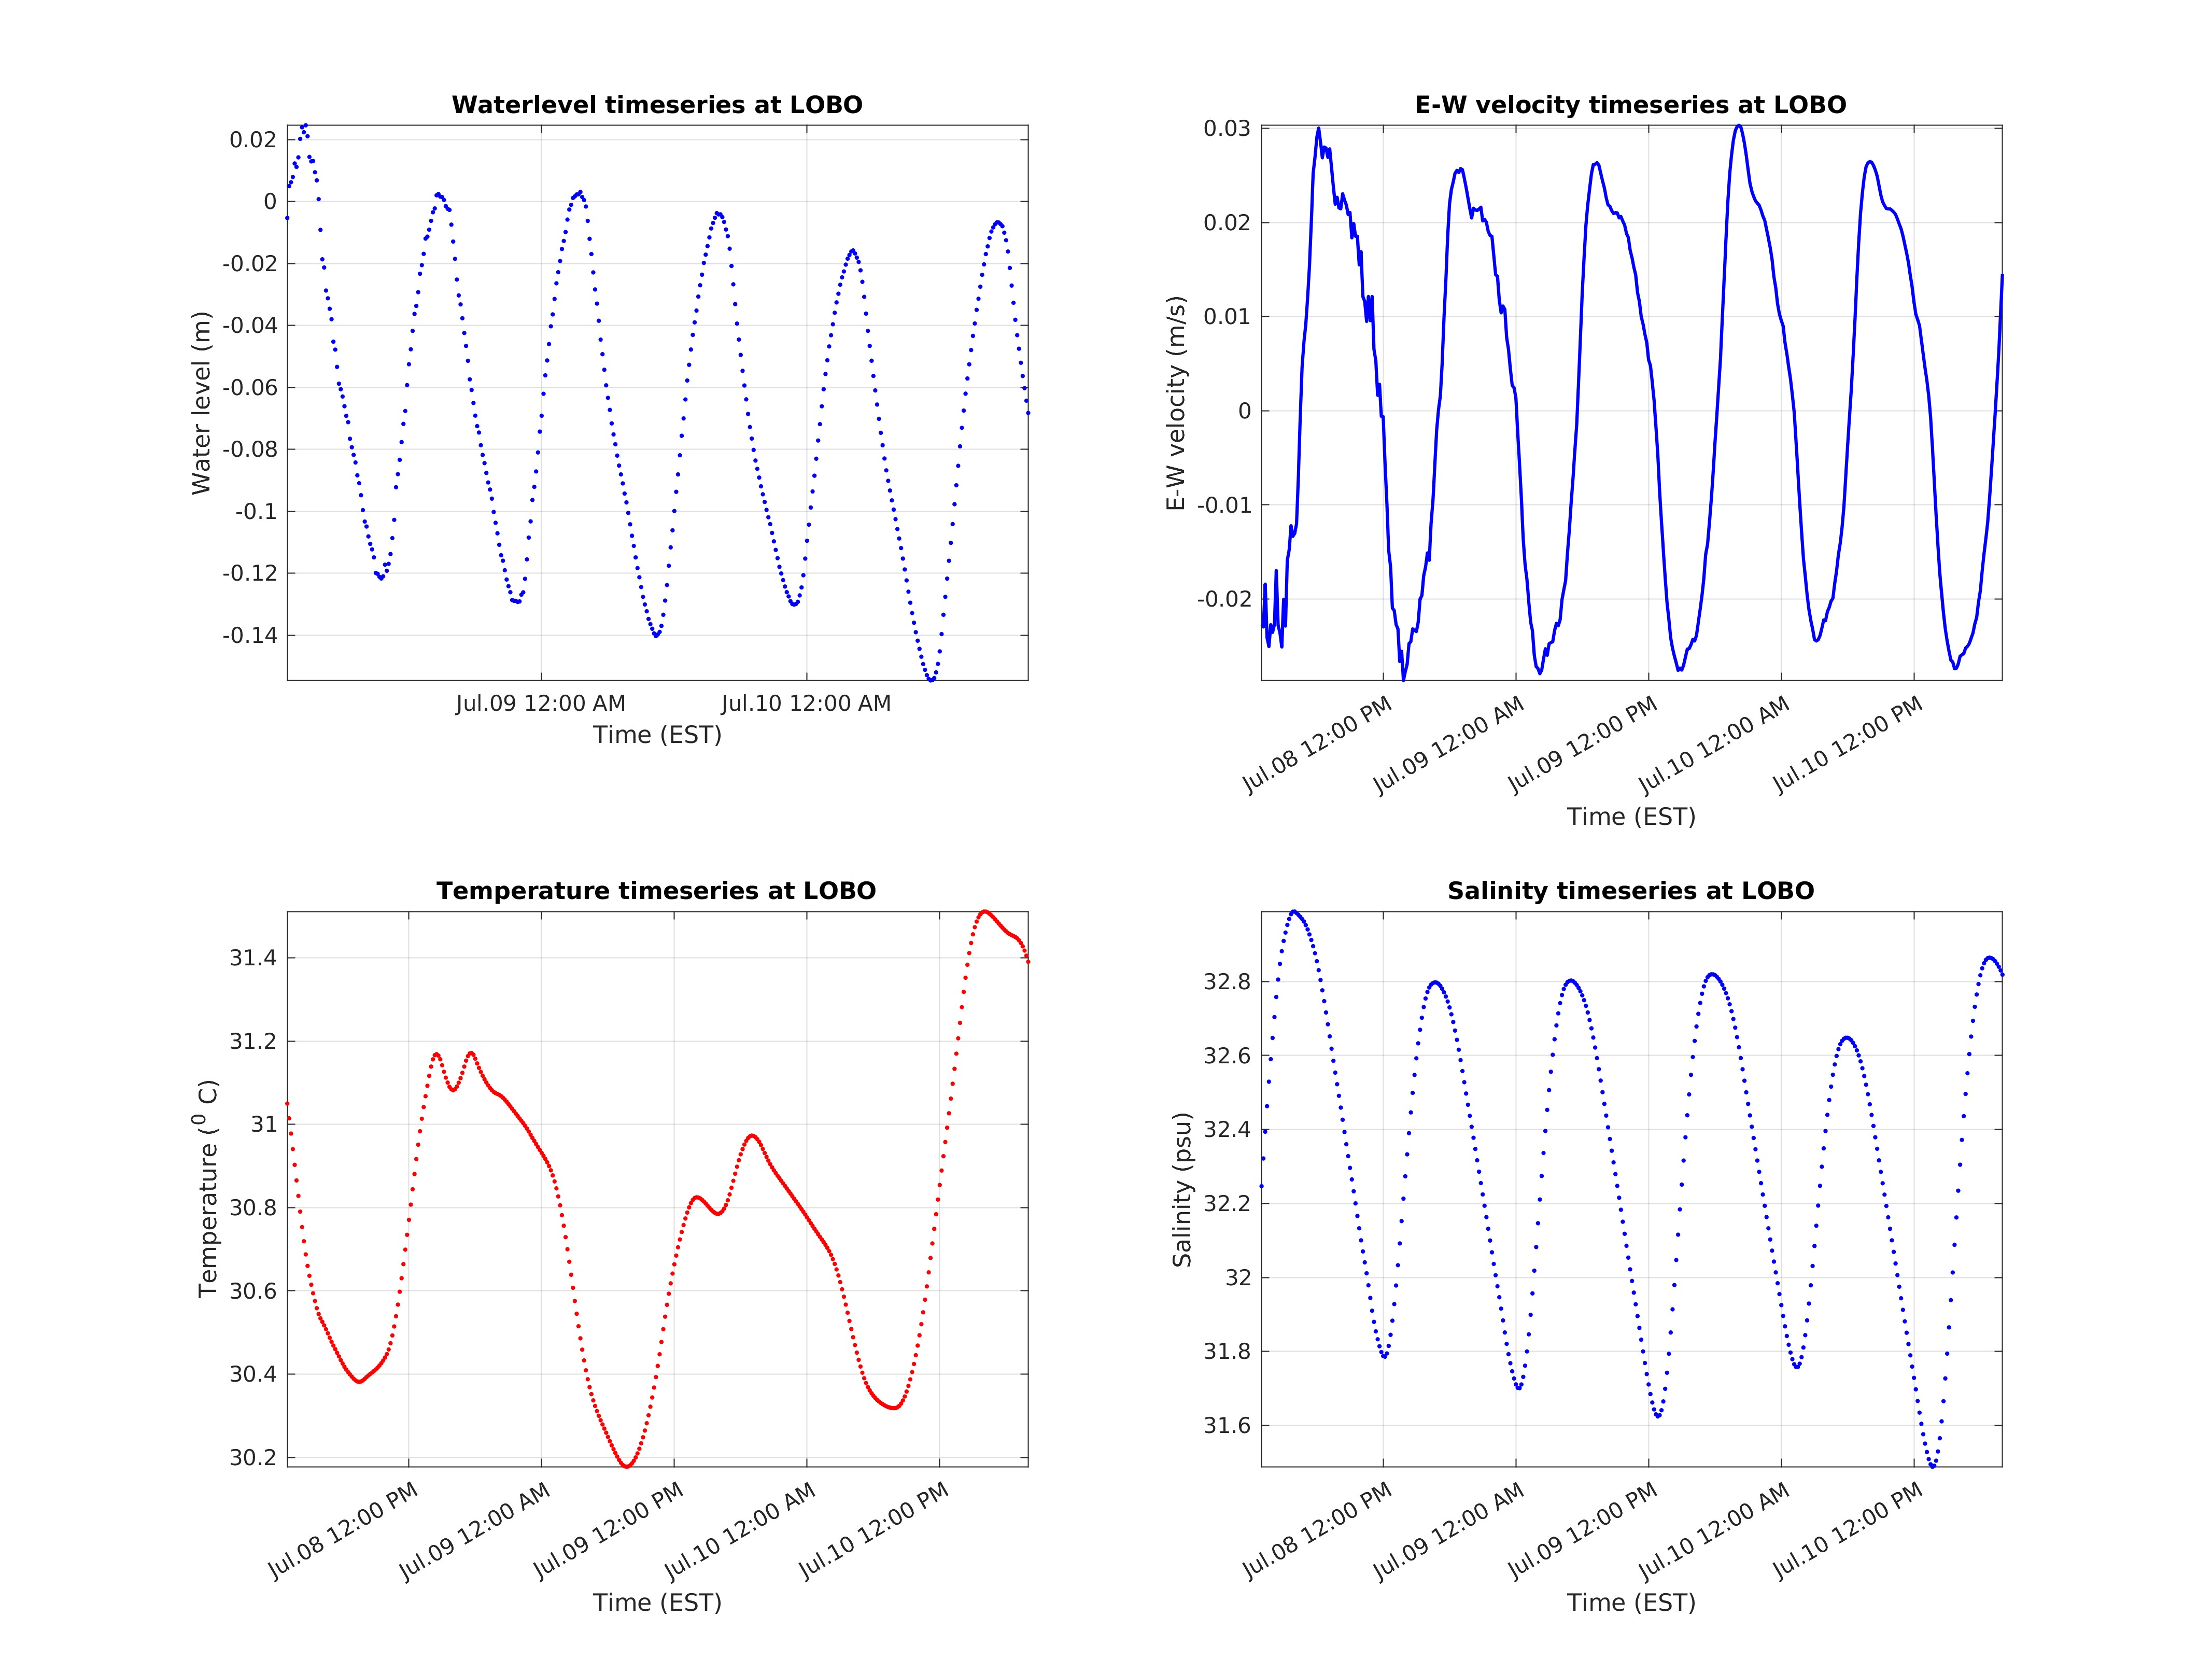 Waterlevel timeseries at LOBO
0.02
0
-0.02
-0.04
-0.06
-0.08
-0.1
-0.12
-0.14
Water level (m)
Jul.09 12:00 AM
Jul.10 12:00 AM
Time (EST)
E-W velocity timeseries at LOBO
0.03
0.02
0.01
0
-0.01
-0.02
E-W velocity (m/s)
Jul.08 12:00 PM
Jul.09 12:00 AM
Jul.09 12:00 PM
Jul.10 12:00 AM
Jul.10 12:00 PM
Time (EST)
Temperature timeseries at LOBO
31.4
31.2
31
30.8
30.6
30.4
30.2
Temperature (⁰ C)
Jul.08 12:00 PM
Jul.09 12:00 AM
Jul.09 12:00 PM
Jul.10 12:00 AM
Jul.10 12:00 PM
Time (EST)
Salinity timeseries at LOBO
32.8
32.6
32.4
32.2
32
31.8
31.6
Salinity (psu)
Jul.08 12:00 PM
Jul.09 12:00 AM
Jul.09 12:00 PM
Jul.10 12:00 AM
Jul.10 12:00 PM
Time (EST)